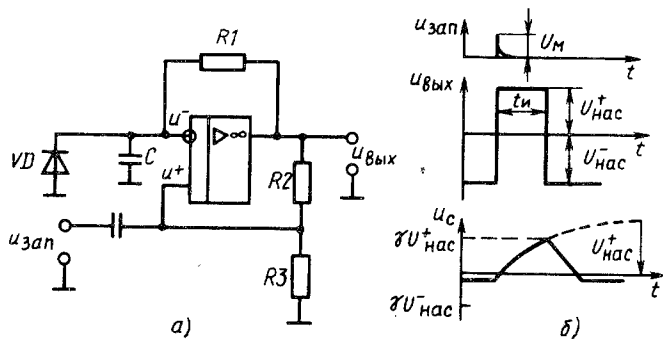 R1
u⁻
▷∞
VD
C
u⁺
R2
uвых
uзап
R3
а)
uзап
Uм
t
uвых
tи
U⁺нас
U⁻нас
t
uс
γU⁺нас
U⁺нас
t
γU⁻нас
б)